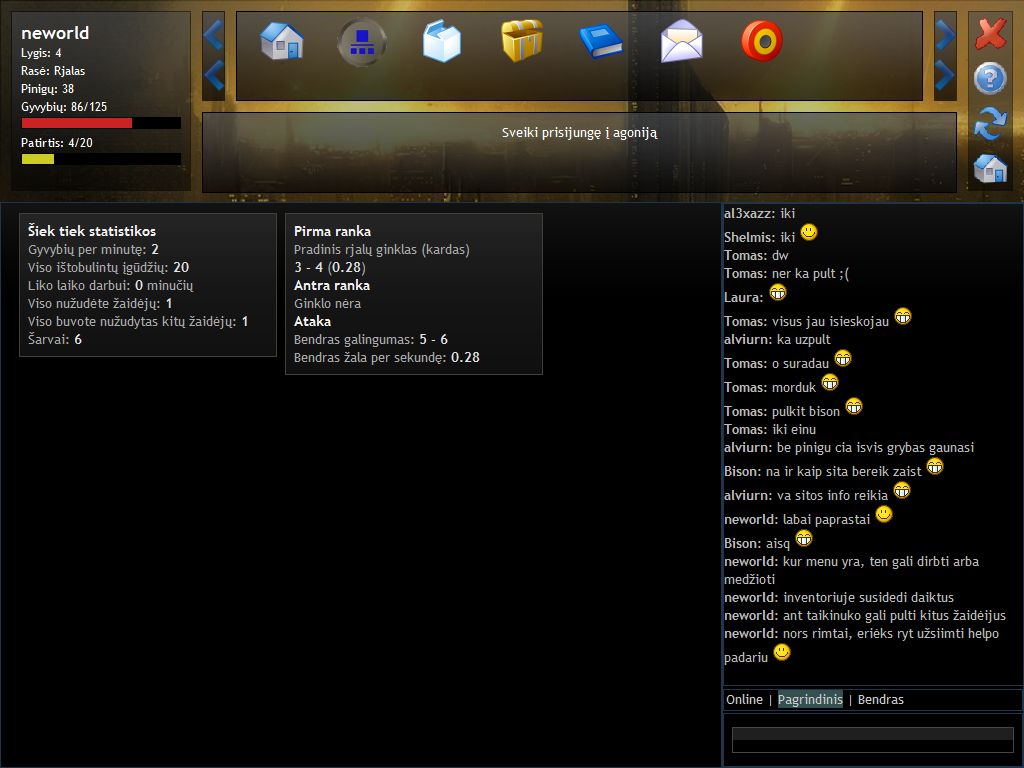 neworld
Lygis: 4
Rasė: Rjalas
Pinigų: 38
Gyvybių: 86/125
Patirtis: 4/20
Sveiki prisijungę į agoniją
Šiek tiek statistikos
Gyvybių per minutę: 2
Viso ištobulintų įgūdžių: 20
Liko laiko darbui: 0 minučių
Viso nužudėte žaidėjų: 1
Viso buvote nužudytas kitų žaidėjų: 1
Šarvai: 6
Pirma ranka
Pradinis rjalų ginklas (kardas)
3 - 4 (0.28)
Antra ranka
Ginklo nėra
Ataka
Bendras galingumas: 5 - 6
Bendras žala per sekundę: 0.28
al3xazz: iki
Shelmis: iki
Tomas: dw
Tomas: ner ka pult ;(
Laura:
Tomas: visus jau isieskojau
alviurn: ka uzpult
Tomas: o suradau
Tomas: morduk
Tomas: pulkit bison
Tomas: iki einu
alviurn: be pinigu cia isvis grybas gaunasi
Bison: na ir kaip sita bereik zaist
alviurn: va sitos info reikia
neworld: labai paprastai
Bison: aisq
neworld: kur menu yra, ten gali dirbti arba
medžioti
neworld: inventoriuje susidedi daiktus
neworld: ant taikinuko gali pulti kitus žaidėijus
neworld: nors rimtai, eriėks ryt užsiimti helpo
padariu
Online | Pagrindinis | Bendras